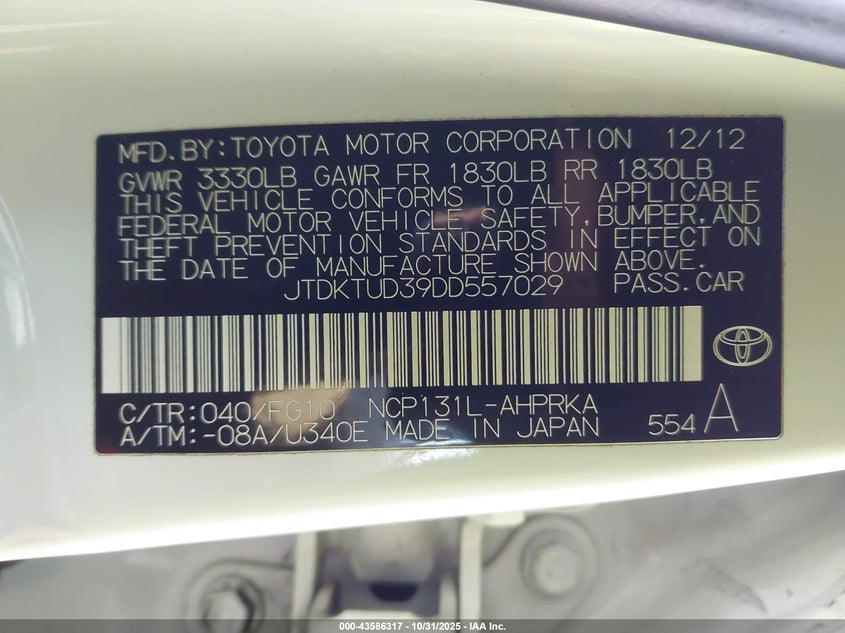 MFD.BY:TOYOTA MOTOR CORPORATION 12/12
GVWR 3330LB GAWR FR 1830LB RR 1830LB
THIS VEHICLE CONFORMS TO ALL APPLICABLE
FEDERAL MOTOR VEHICLE SAFETY,BUMPER,AND
THEFT PREVENTION STANDARDS IN EFFECT ON
THE DATE OF MANUFACTURE SHOWN ABOVE.
JTDKTUD39DD557029 PASS.CAR
C/TR:040/FG10 NCP131L-AHPRKA
A/TM:-08A/U340E MADE IN JAPAN 554 A
000-43586317 - 10/31/2025 - IAA Inc.